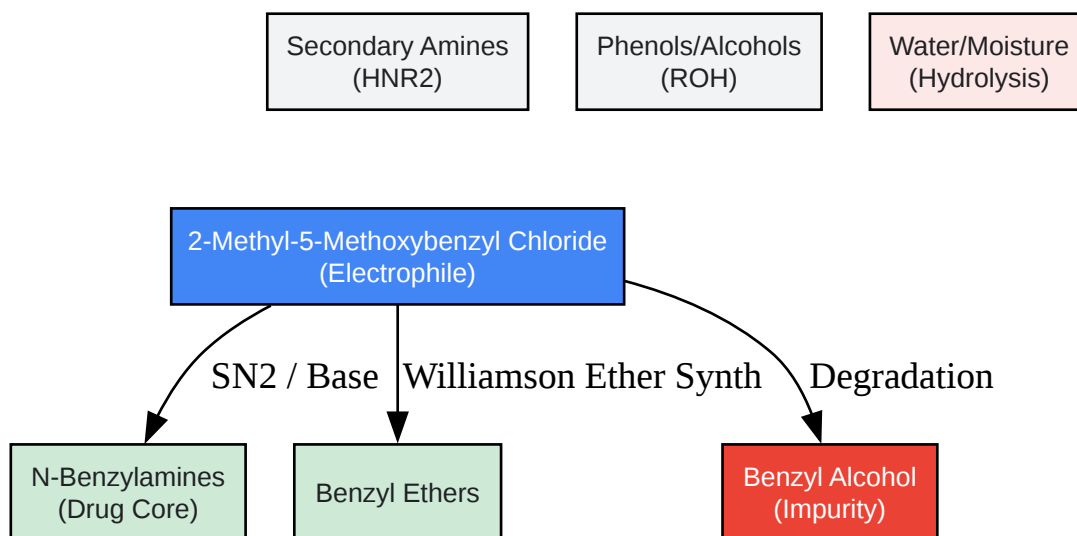 Secondary Amines
(HNR2)
Phenols/Alcohols
(ROH)
Water/Moisture
(Hydrolysis)
2-Methyl-5-Methoxybenzyl Chloride
(Electrophile)
SN2 / Base
Williamson Ether Synth
Degradation
N-Benzylamines
(Drug Core)
Benzyl Ethers
Benzyl Alcohol
(Impurity)